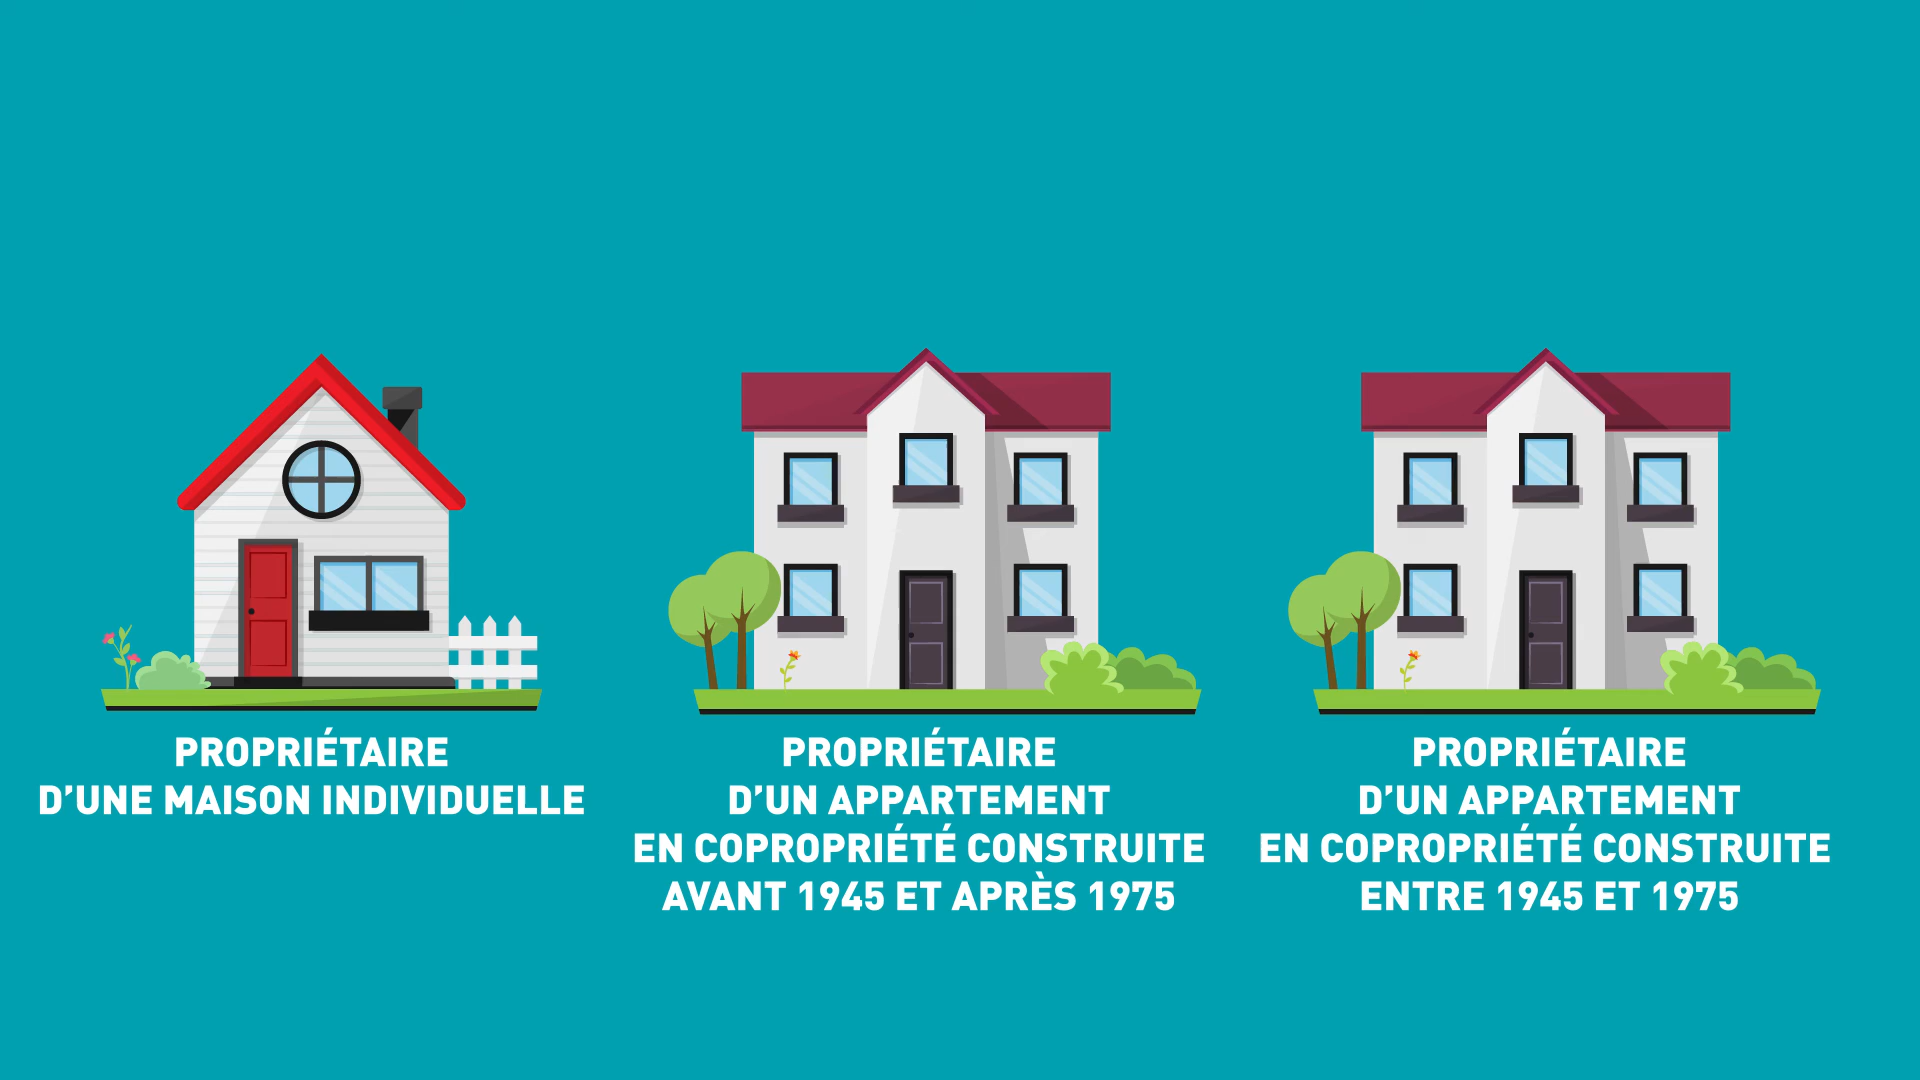 PROPRIÉTAIRE
D’UNE MAISON INDIVIDUELLE
PROPRIÉTAIRE
D’UN APPARTEMENT
EN COPROPRIÉTÉ CONSTRUITE
AVANT 1945 ET APRÈS 1975
PROPRIÉTAIRE
D’UN APPARTEMENT
EN COPROPRIÉTÉ CONSTRUITE
ENTRE 1945 ET 1975